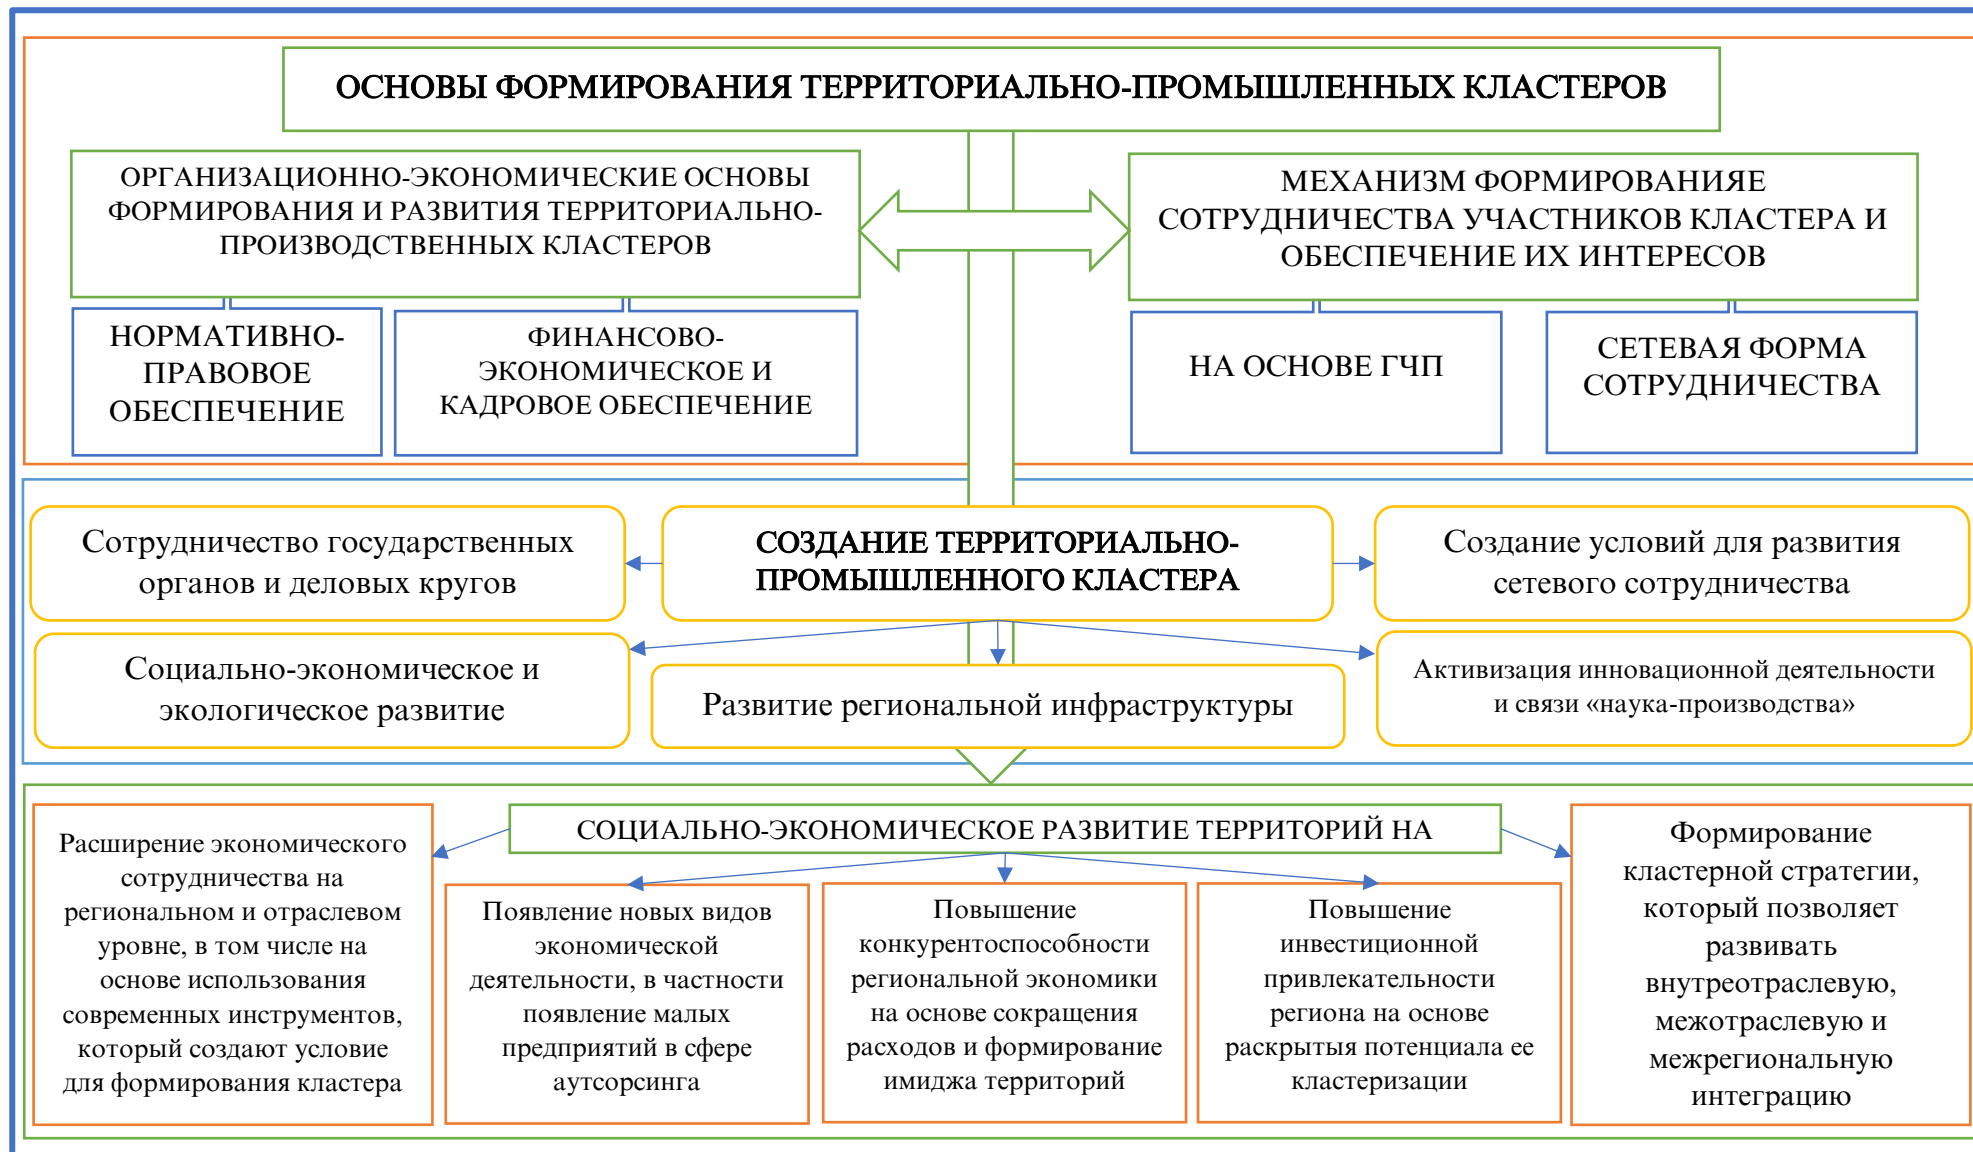 ОСНОВЫ ФОРМИРОВАНИЯ ТЕРРИТОРИАЛЬНО-ПРОМЫШЛЕННЫХ КЛАСТЕРОВ
ОРГАНИЗАЦИОННО-ЭКОНОМИЧЕСКИЕ ОСНОВЫ
ФОРМИРОВАНИЯ И РАЗВИТИЯ ТЕРРИТОРИАЛЬНО-
ПРОИЗВОДСТВЕННЫХ КЛАСТЕРОВ
МЕХАНИЗМ ФОРМИРОВАНИЯЕ
СОТРУДНИЧЕСТВА УЧАСТНИКОВ КЛАСТЕРА И
ОБЕСПЕЧЕНИЕ ИХ ИНТЕРЕСОВ
НОРМАТИВНО-
ПРАВОВОЕ
ОБЕСПЕЧЕНИЕ
ФИНАНСОВО-
ЭКОНОМИЧЕСКОЕ И
КАДРОВОЕ ОБЕСПЕЧЕНИЕ
НА ОСНОВЕ ГЧП
СЕТЕВАЯ ФОРМА
СОТРУДНИЧЕСТВА
Сотрудничество государственных
органов и деловых кругов
СОЗДАНИЕ ТЕРРИТОРИАЛЬНО-
ПРОМЫШЛЕННОГО КЛАСТЕРА
Создание условий для развития
сетевого сотрудничества
Социально-экономическое и
экологическое развитие
Развитие региональной инфраструктуры
Активизация инновационной деятельности
и связи «наука-производства»
СОЦИАЛЬНО-ЭКОНОМИЧЕСКОЕ РАЗВИТИЕ ТЕРРИТОРИЙ НА
Расширение экономического
сотрудничества на
региональном и отраслевом
уровне, в том числе на
основе использования
современных инструментов,
который создают условие
для формирования кластера
Появление новых видов
экономической
деятельности, в частности
появление малых
предприятий в сфере
аутсорсинга
Повышение
конкурентоспособности
региональной экономики
на основе сокращения
расходов и формирование
имиджа территорий
Повышение
инвестиционной
привлекательности
региона на основе
раскрытыя потенциала ее
кластеризации
Формирование
кластерной стратегии,
который позволяет
развивать
внутреотраслевую,
межотраслевую и
межрегиональную
интеграцию